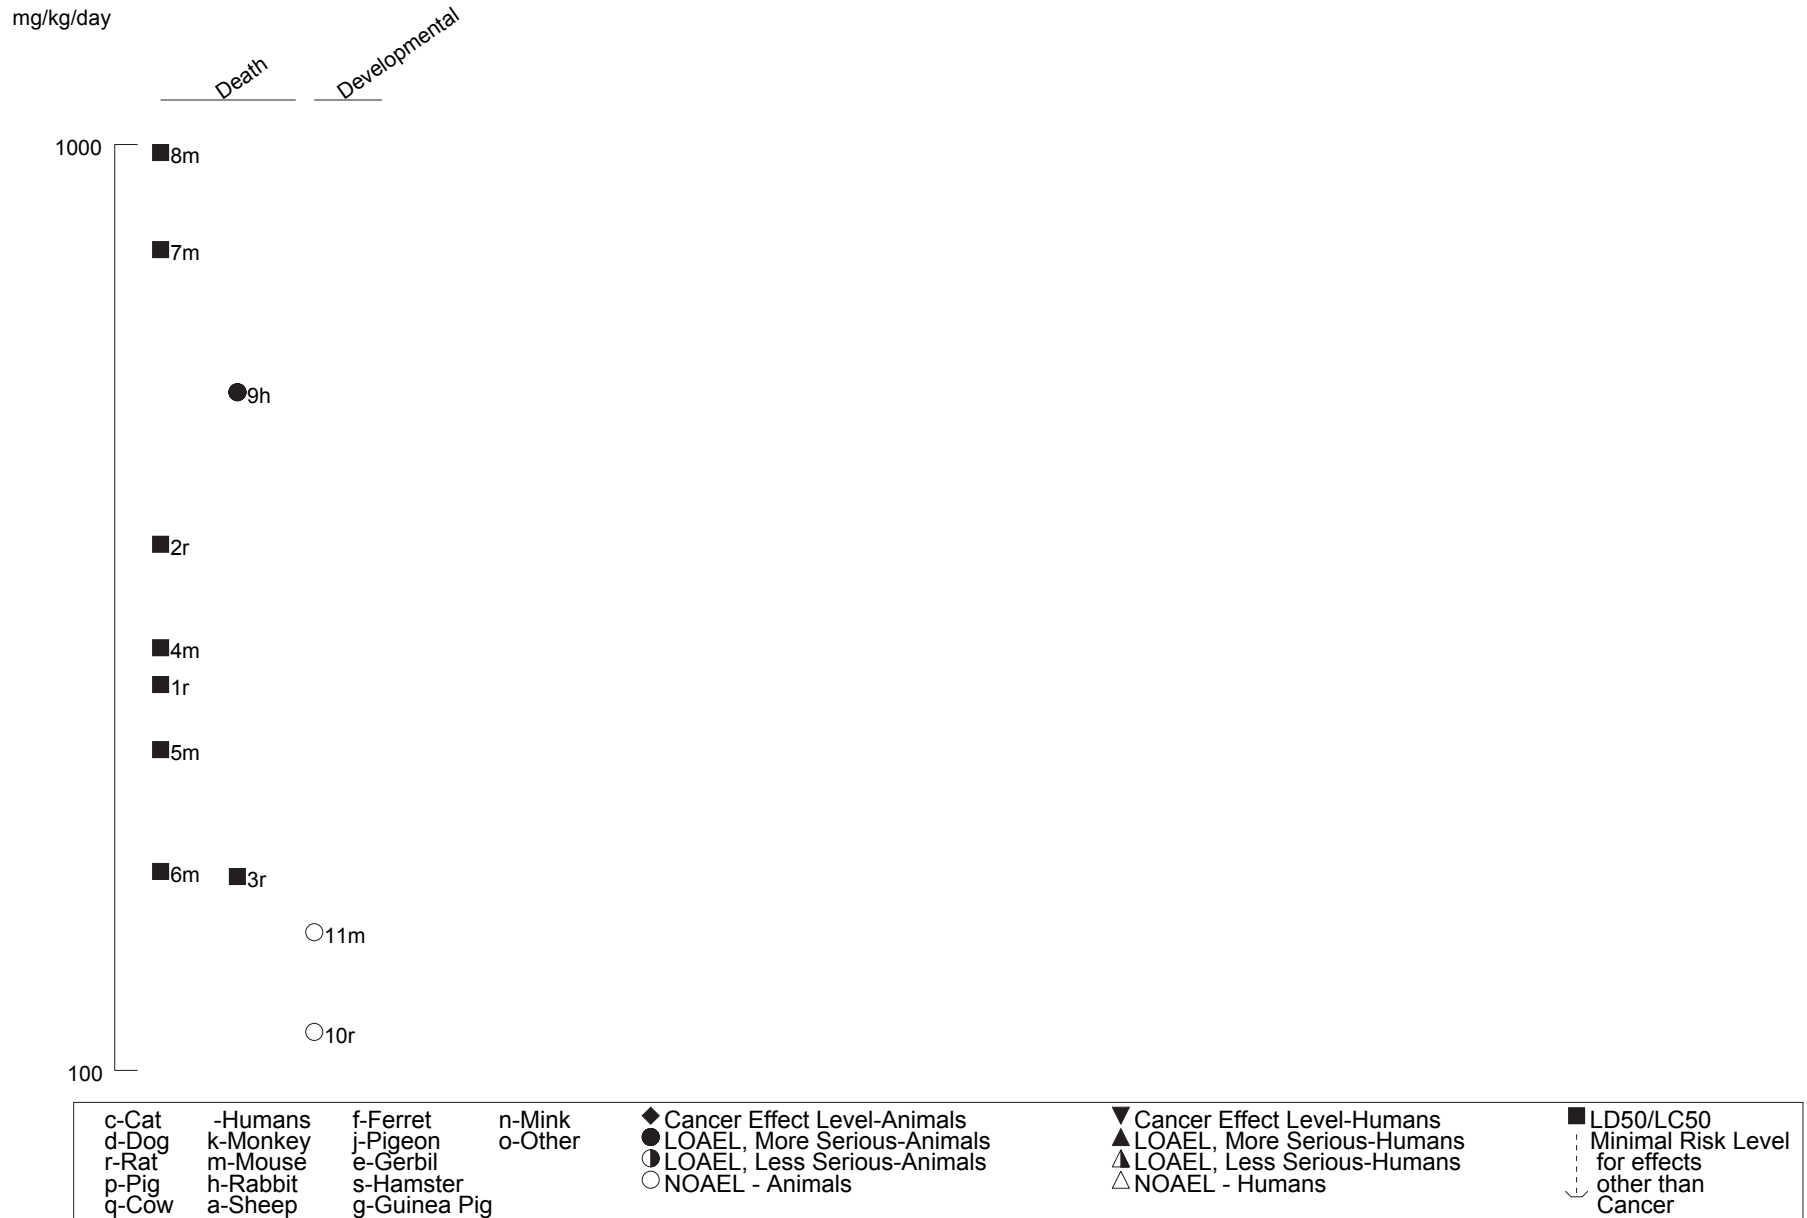 mg/kg/day
Death
Developmental
1000
8m
7m
9h
2r
4m
1r
5m
6m
3r
11m
10r
100
c-Cat -Humans f-Ferret n-Mink
d-Dog k-Monkey j-Pigeon o-Other
r-Rat m-Mouse e-Gerbil
p-Pig h-Rabbit s-Hamster
q-Cow a-Sheep g-Guinea Pig
Cancer Effect Level-Animals
LOAEL, More Serious-Animals
LOAEL, Less Serious-Animals
NOAEL - Animals
Cancer Effect Level-Humans
LOAEL, More Serious-Humans
LOAEL, Less Serious-Humans
NOAEL - Humans
LD50/LC50
Minimal Risk Level
for effects
other than
Cancer